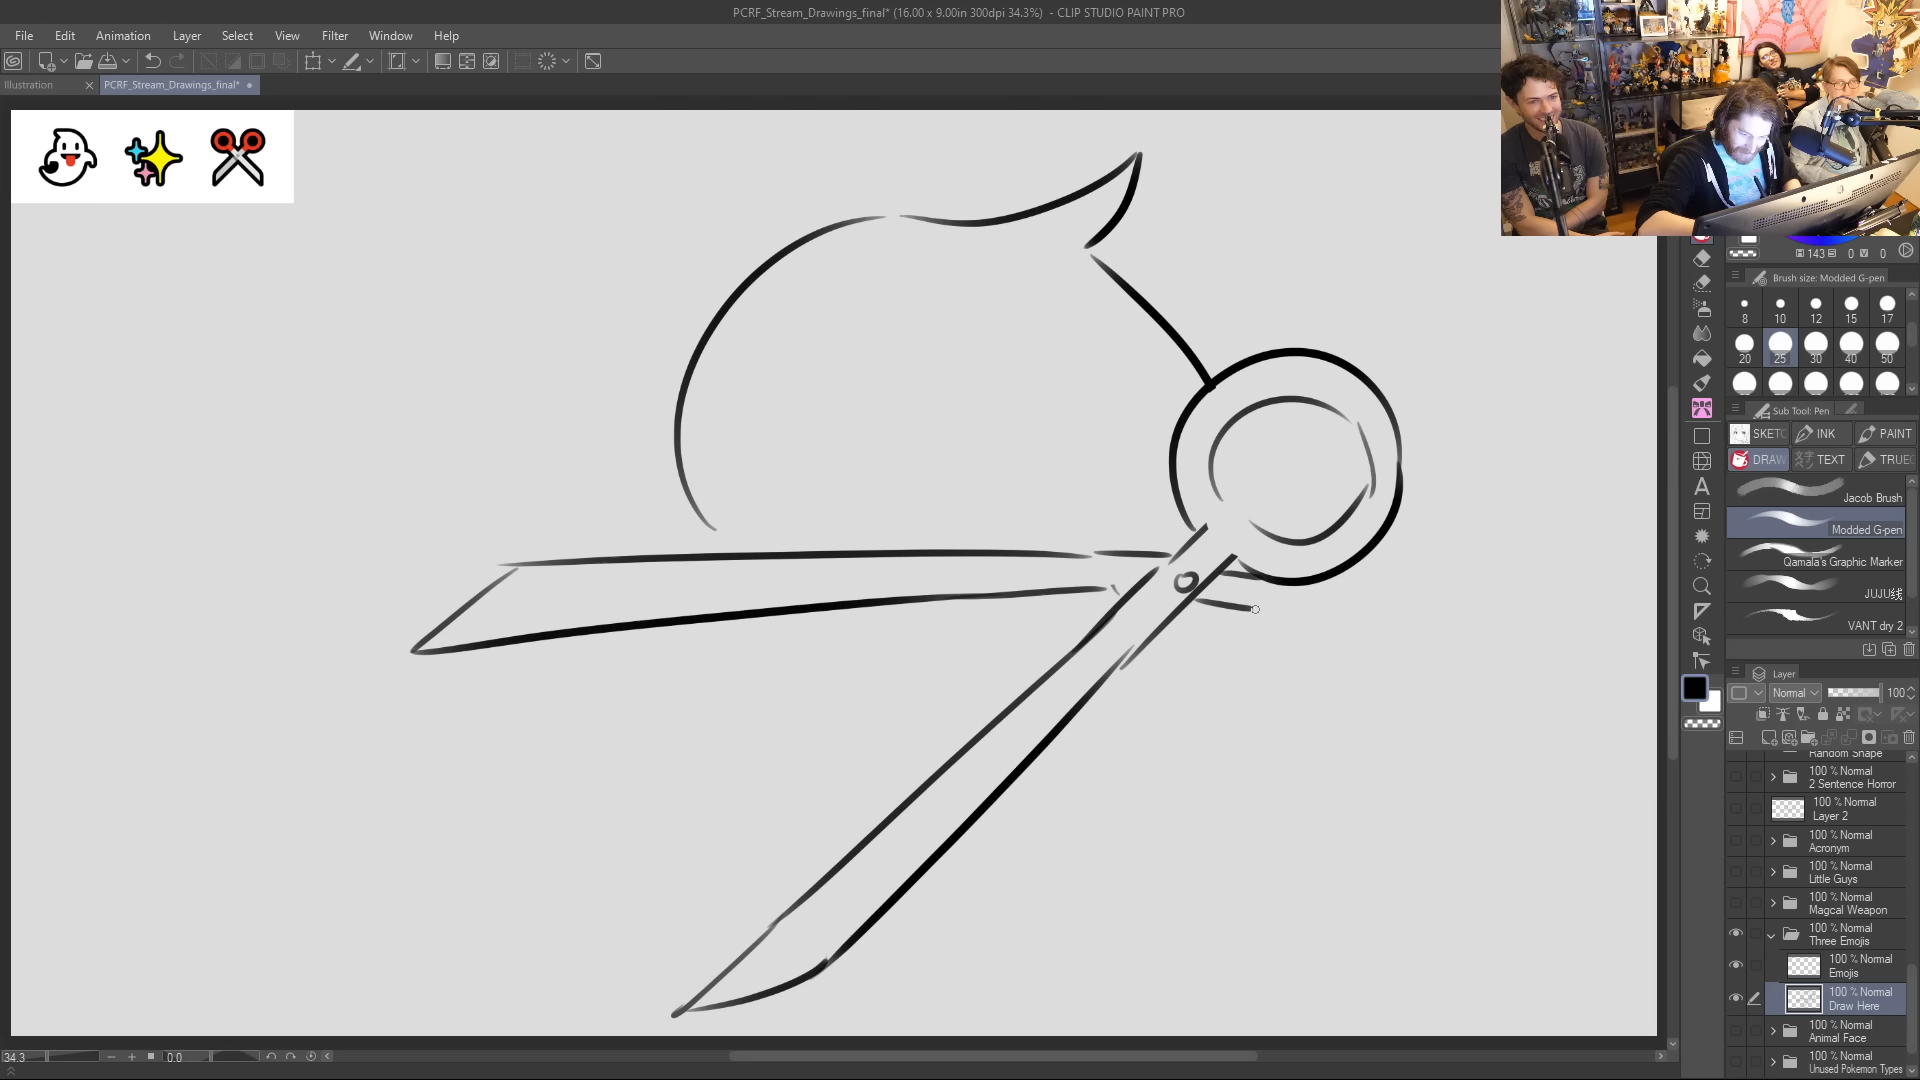 PCRF_Stream_Drawings_final* (16.00 x 9.00in 300dpi 34.3%) - CLIP STUDIO PAINT PRO
File Edit Animation Layer Select View Filter Window Help
Illustration PCRF_Stream_Drawings_final*
143 0 0
Brush size: Modded G-pen
8 10 12 15 17
20 25 30 40 50
Sub Tool: Pen
SKETC INK PAINT
DRAW 文字 TEXT TRUE
Jacob Brush
Modded G-pen
Qamala's Graphic Marker
JUJU线
VANT dry 2
Layer
Normal 100
Random Shape
100 % Normal
2 Sentence Horror
100 % Normal
Layer 2
100 % Normal
Acronym
100 % Normal
Little Guys
100 % Normal
Magcal Weapon
100 % Normal
Three Emojis
100 % Normal
Emojis
100 % Normal
Draw Here
100 % Normal
Animal Face
100 % Normal
Unused Pokemon Types
34.3 0.0